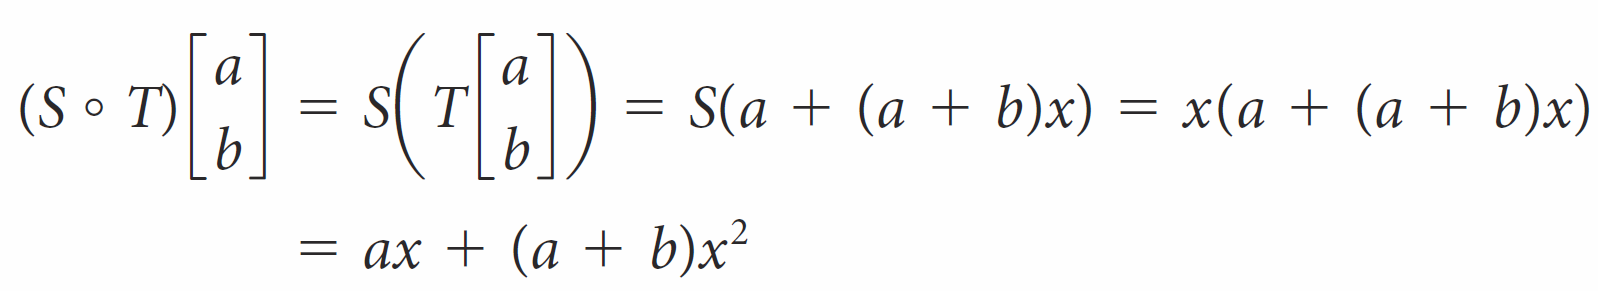 (S ∘ T)[a b] = S(T[a b]) = S(a + (a + b)x) = x(a + (a + b)x)
= ax + (a + b)x²